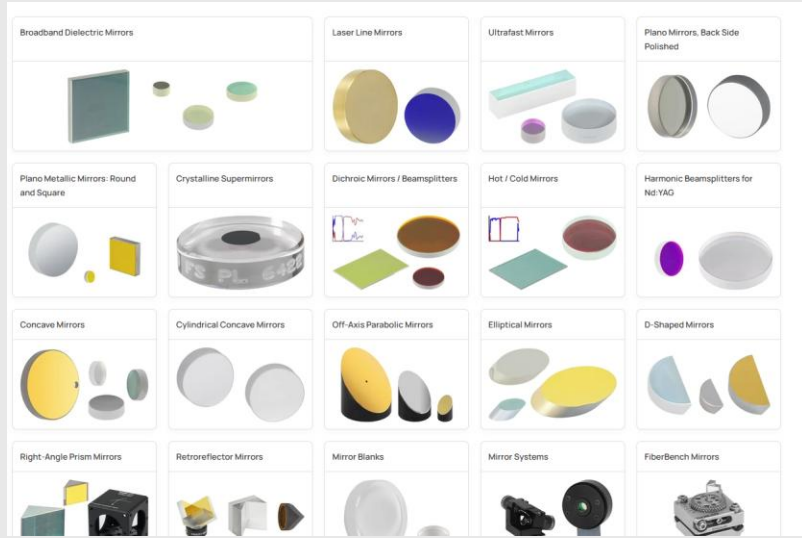 Broadband Dielectric Mirrors
Laser Line Mirrors
Ultrafast Mirrors
Plano Mirrors, Back Side
Polished
Plano Metallic Mirrors: Round
and Square
Crystalline Supermirrors
FS PL 6422
Dichroic Mirrors / Beamsplitters
Hot / Cold Mirrors
Harmonic Beamsplitters for
Nd:YAG
Concave Mirrors
Cylindrical Concave Mirrors
Off-Axis Parabolic Mirrors
Elliptical Mirrors
D-Shaped Mirrors
Right-Angle Prism Mirrors
Retroreflector Mirrors
Mirror Blanks
Mirror Systems
FiberBench Mirrors